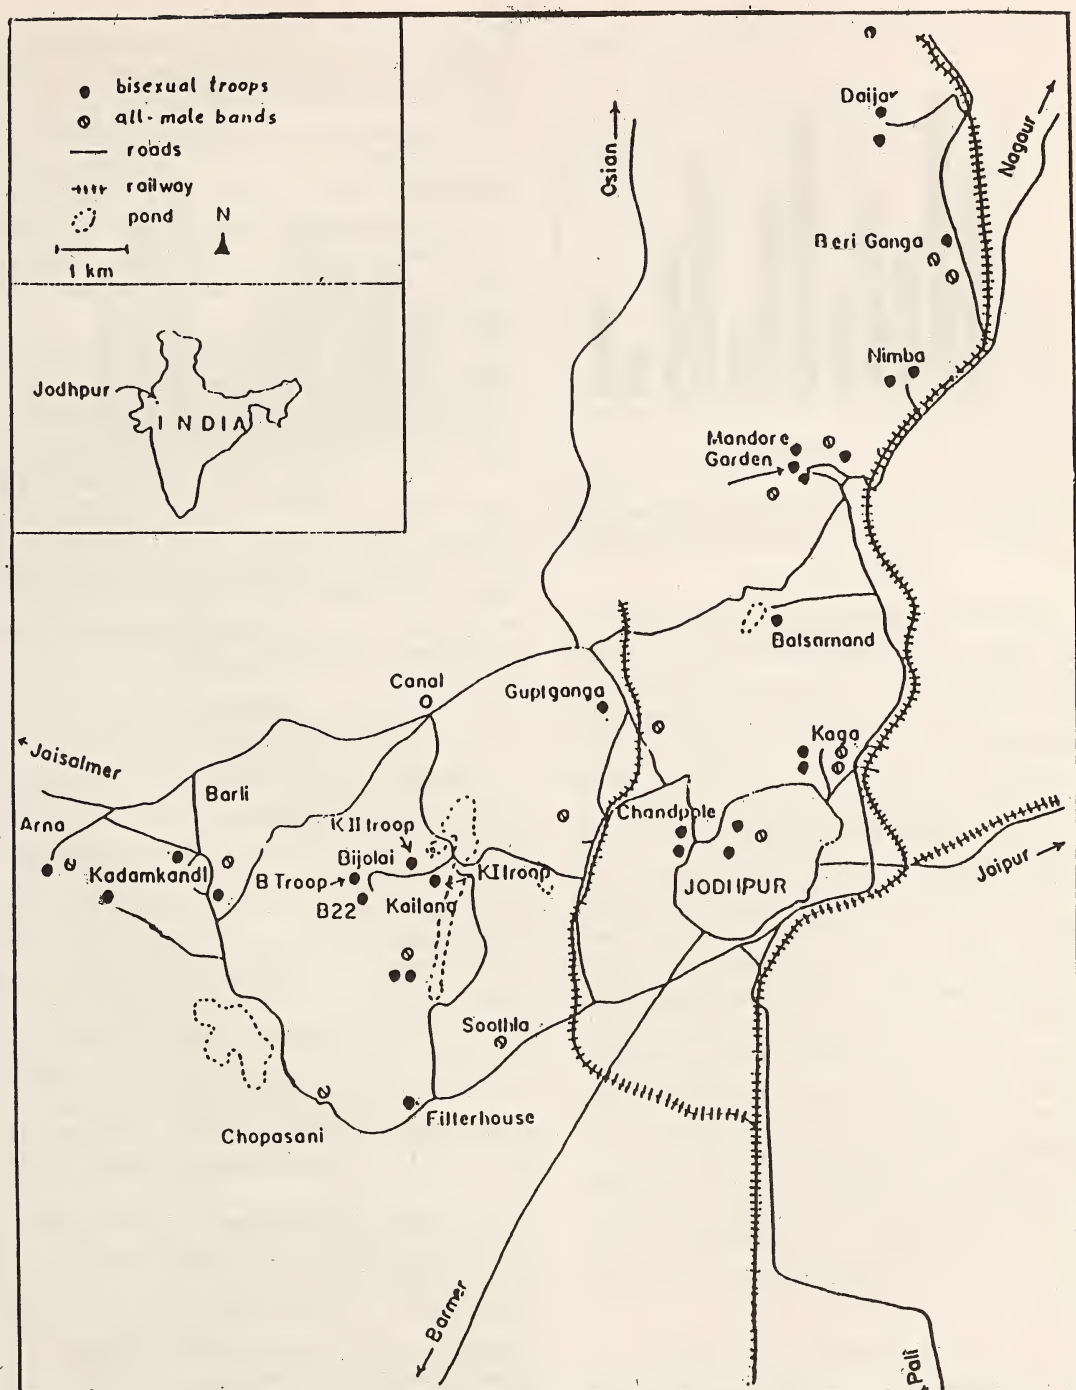 bisexual troops
all-male bands
roads
railway
pond
N
1 km
Jodhpur
INDIA
Osian
Daijar
Nagour
Beri Ganga
Nimba
Mandore
Garden
Balsamand
Canal
Guptganga
Jaisalmer
Barli
Kaga
Arna
K II troop
Chandpole
Bijolai
Kadamkandi
B Troop
KI troop
Jaipur
B22
Kailana
JODHPUR
Soothla
Filterhouse
Chopasani
Barmer
Pali